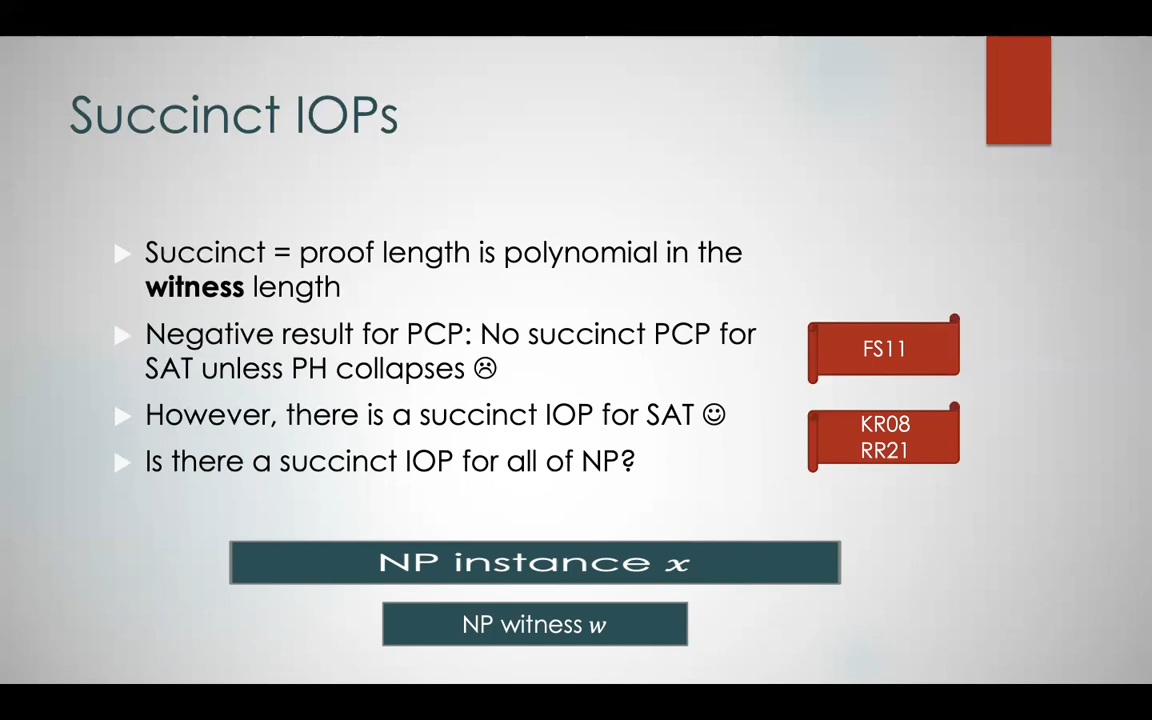 Succinct IOPs
Succinct = proof length is polynomial in the
witness length
Negative result for PCP: No succinct PCP for
SAT unless PH collapses ☹
FS11
However, there is a succinct IOP for SAT ☺
KR08
RR21
Is there a succinct IOP for all of NP?
NP instance x
NP witness w